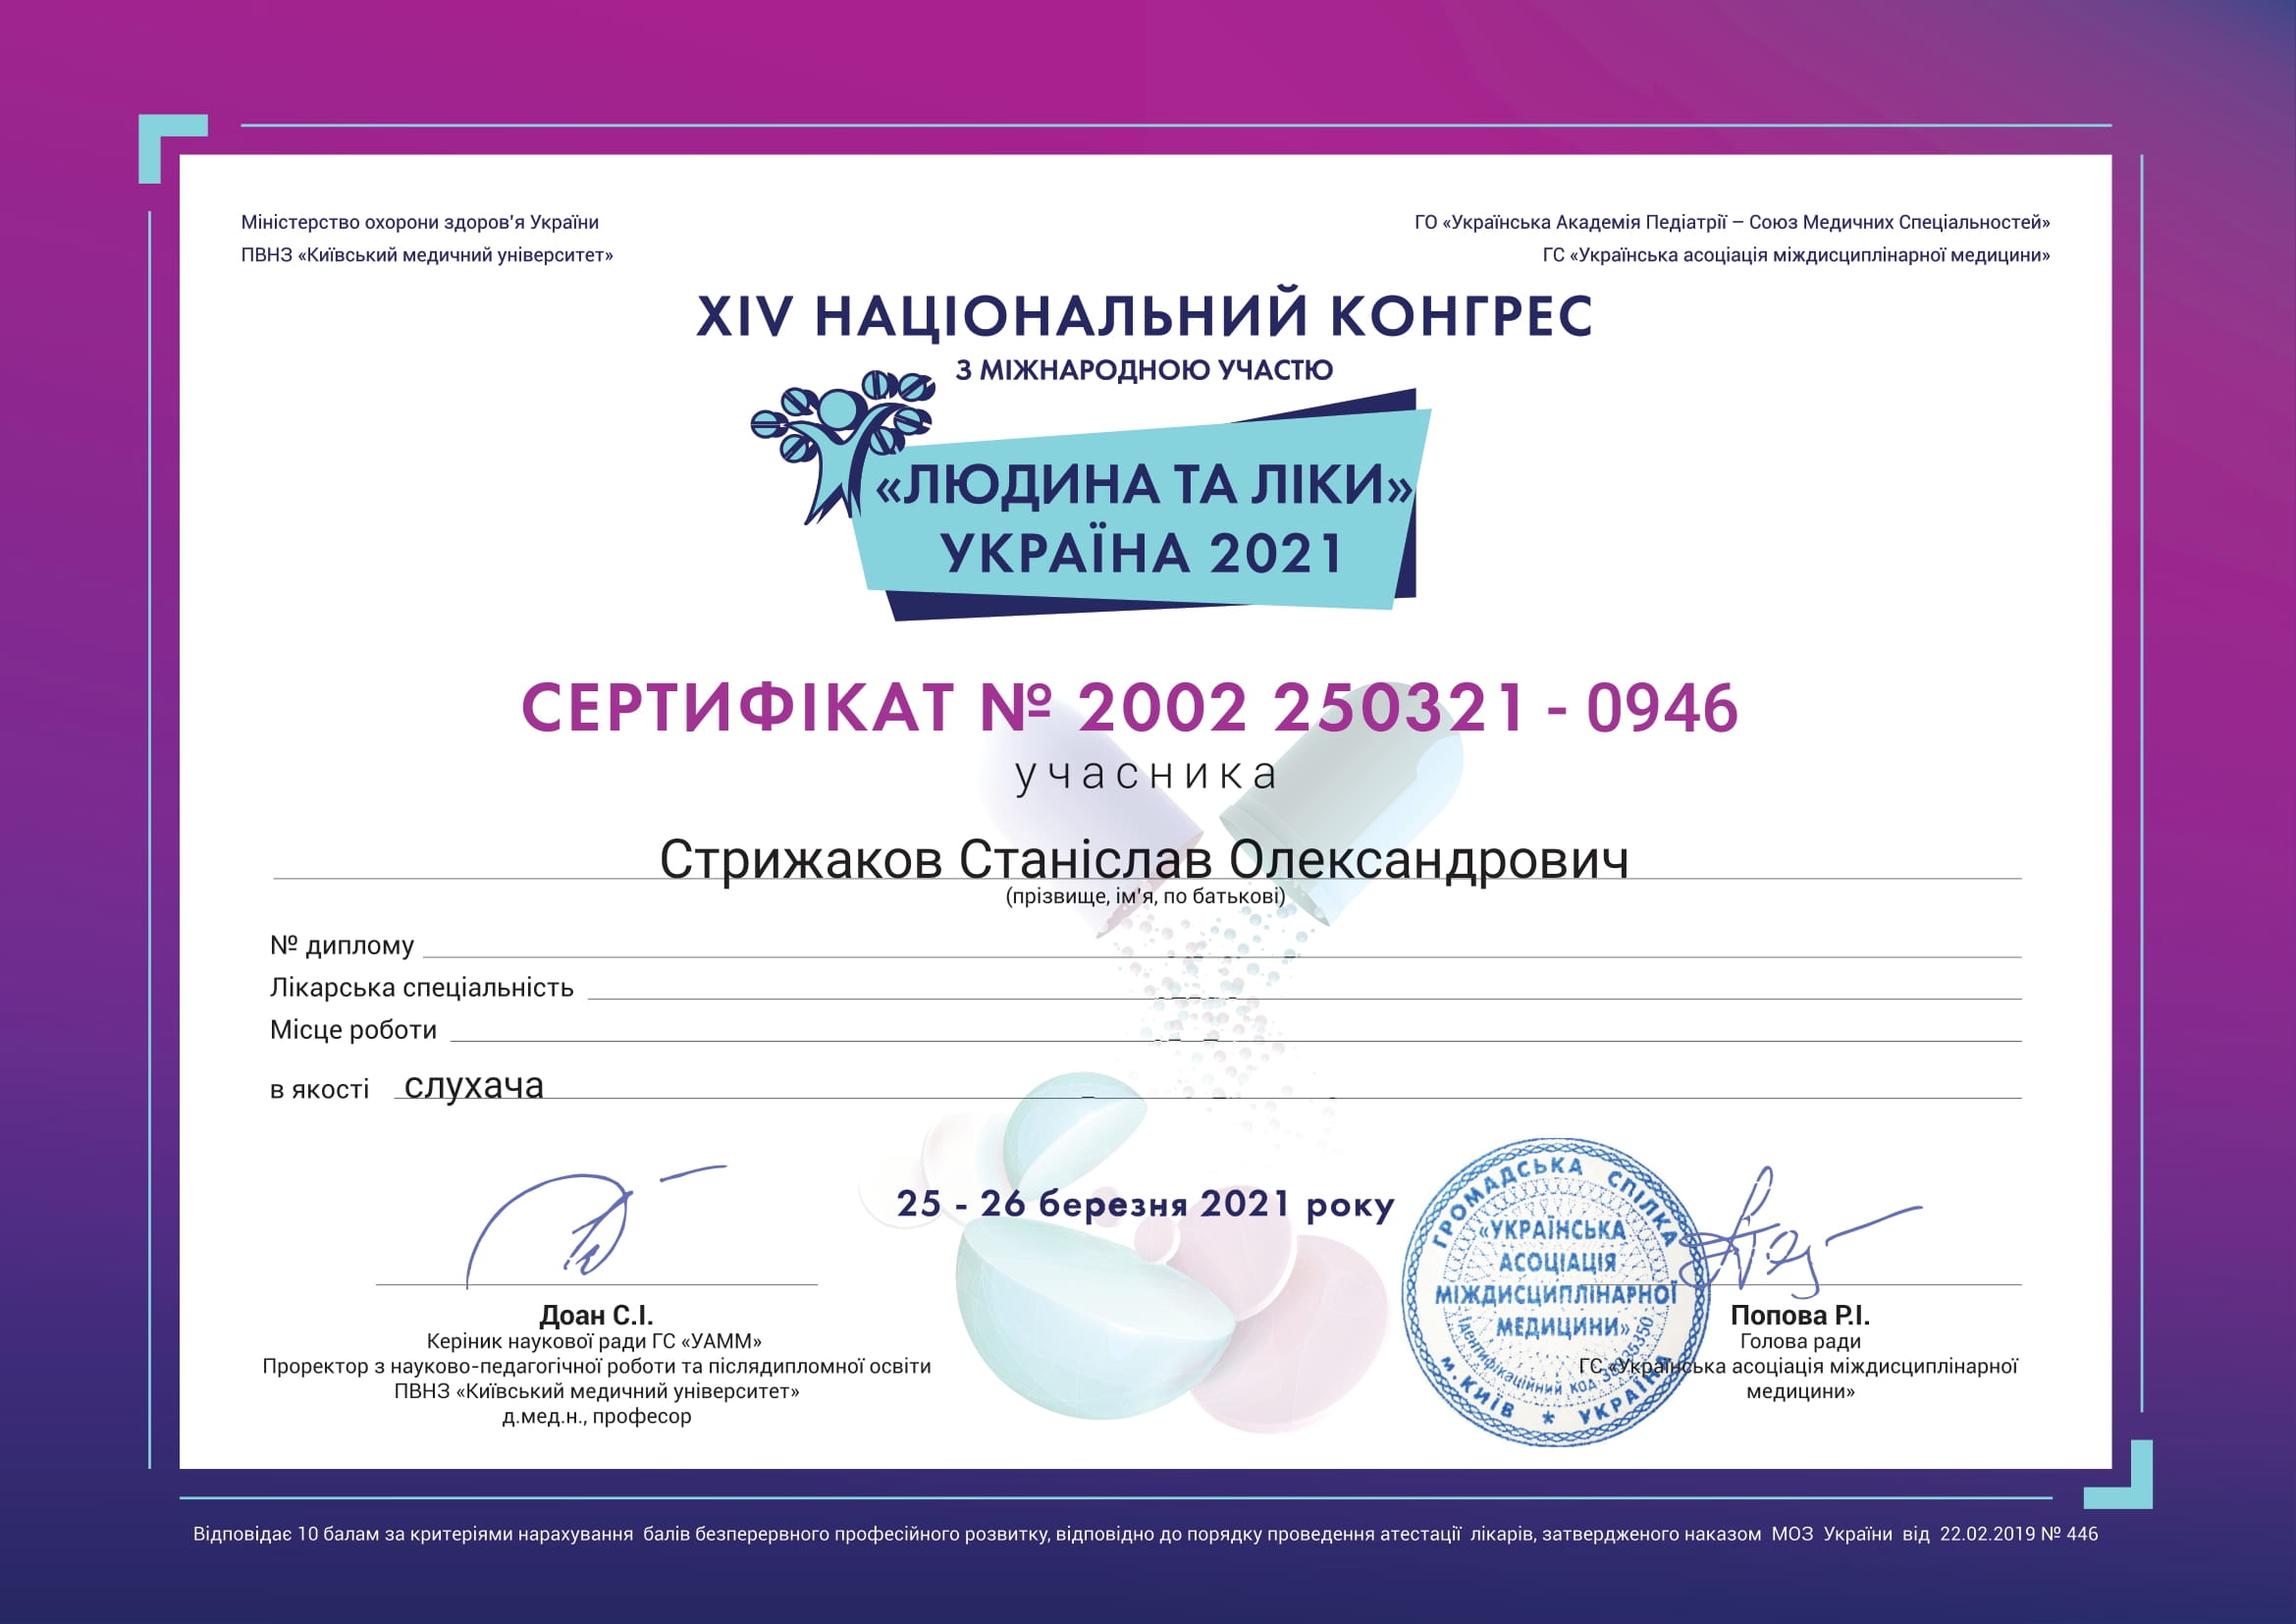 Міністерство охорони здоров'я України
ПВНЗ «Київський медичний університет»
ГО «Українська Академія Педіатрії – Союз Медичних Спеціальностей»
ГС «Українська асоціація міждисциплінарної медицини»
XIV НАЦІОНАЛЬНИЙ КОНГРЕС
З МІЖНАРОДНОЮ УЧАСТЮ
«ЛЮДИНА ТА ЛІКИ»
УКРАЇНА 2021
СЕРТИФІКАТ № 2002 250321 - 0946
учасника
Стрижаков Станіслав Олександрович
(прізвище, ім'я, по батькові)
№ диплому
Лікарська спеціальність
Місце роботи
в якості слухача
25 - 26 березня 2021 року
Доан С.І.
Керіник наукової ради ГС «УАММ»
Проректор з науково-педагогічної роботи та післядипломної освіти
ПВНЗ «Київський медичний університет»
д.мед.н., професор
ГРОМАДСЬКА СПІЛКА
«УКРАЇНСЬКА
АСОЦІАЦІЯ
МІЖДИСЦИПЛІНАРНОЇ
МЕДИЦИНИ»
Ідентифікаційний код 38235350
м. КИЇВ * УКРАЇНА
Попова Р.І.
Голова ради
ГС «Українська асоціація міждисциплінарної
медицини»
Відповідає 10 балам за критеріями нарахування балів безперервного професійного розвитку, відповідно до порядку проведення атестації лікарів, затвердженого наказом МОЗ України від 22.02.2019 № 446